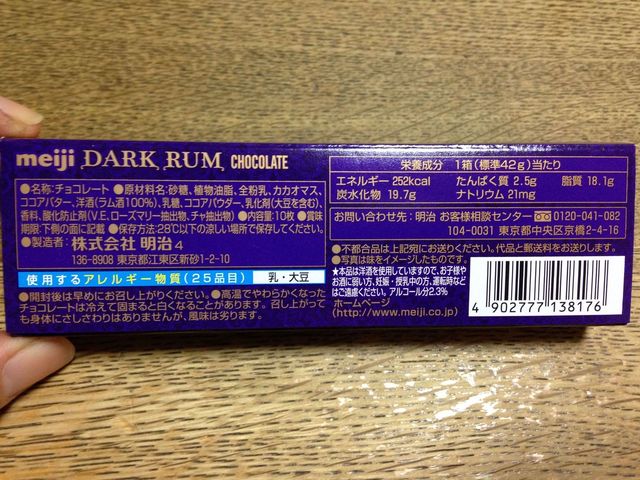 meiji DARK RUM CHOCOLATE
●名称:チョコレート ●原材料名:砂糖、植物油脂、全粉乳、カカオマス、
ココアバター、洋酒(ラム酒100%)、乳糖、ココアパウダー、乳化剤(大豆を含む)、
香料、酸化防止剤(V.E、ローズマリー抽出物、チャ抽出物) ●内容量:10枚 ●賞味
期限:下側の面に記載 ●保存方法:28℃以下の涼しい場所で保存してください。
●製造者:株式会社 明治 4
136-8908 東京都江東区新砂1-2-10
使用するアレルギー物質(25品目) 乳・大豆
●開封後は早めにお召し上がりください。●高温でやわらかくなった
チョコレートは冷えて固まると白くなることがあります。召し上がって
も身体にさしさわりはありませんが、風味は劣ります。
栄養成分 1箱(標準42g)当たり
エネルギー 252kcal たんぱく質 2.5g 脂質 18.1g
炭水化物 19.7g ナトリウム 21mg
お問い合わせ先:明治 お客様相談センター 0120-041-082
104-0031 東京都中央区京橋2-4-16
●不都合品は上記宛にお送りください。代品と郵送料をお送りします。
●写真は味をイメージしたものです。
★本品は洋酒を使用していますので、お子様や
お酒に弱い方、妊娠・授乳中の方、運転時などは
ご遠慮ください。アルコール分2.3%
ホームページ
(http://www.meiji.co.jp)
4 902777 138176